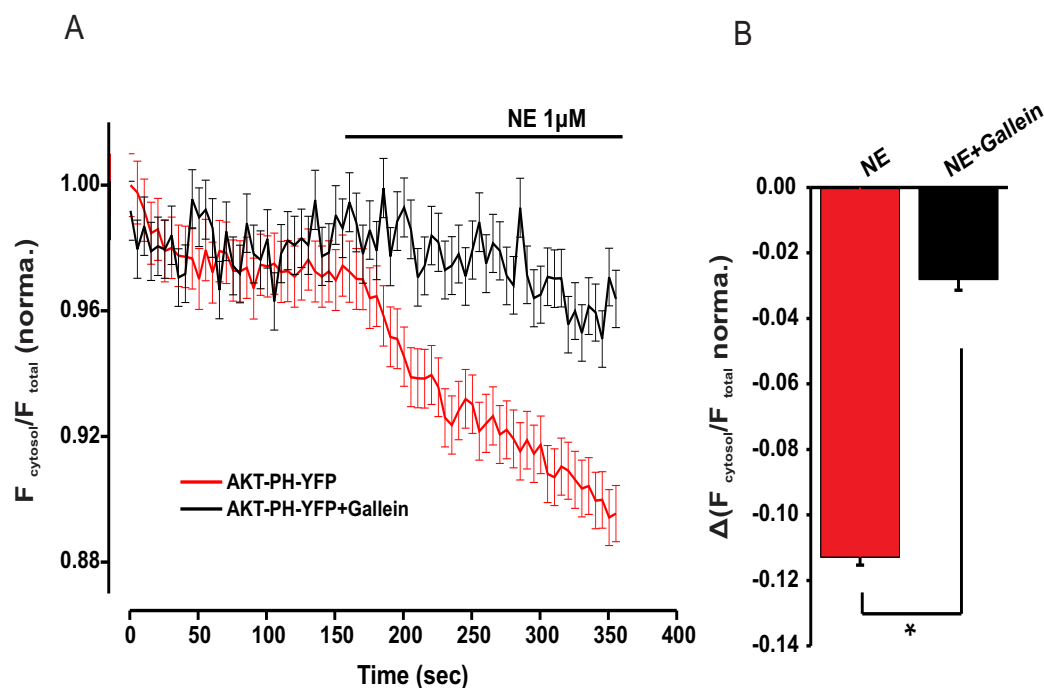 A
NE 1µM
1.00
0.96
0.92
0.88
F cytosol/F total (norma.)
AKT-PH-YFP
AKT-PH-YFP+Gallein
0 50 100 150 200 250 300 350 400
Time (sec)
B
NE NE+Gallein
0.00
-0.02
-0.04
-0.06
-0.08
-0.10
-0.12
-0.14
Δ(F cytosol/F total norma.)
*